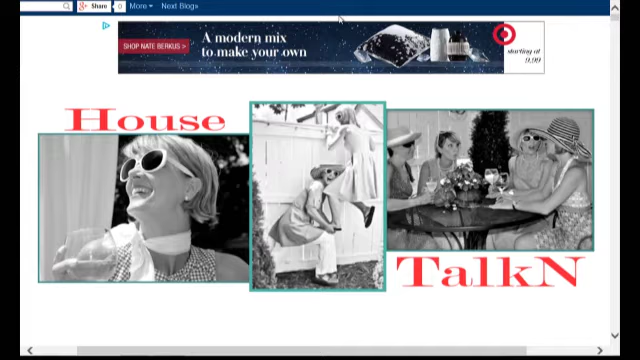 Share 0 More Next Blog»
SHOP NATE BERKUS >
A modern mix
to make your own
starting at
9.99
House
TalkN